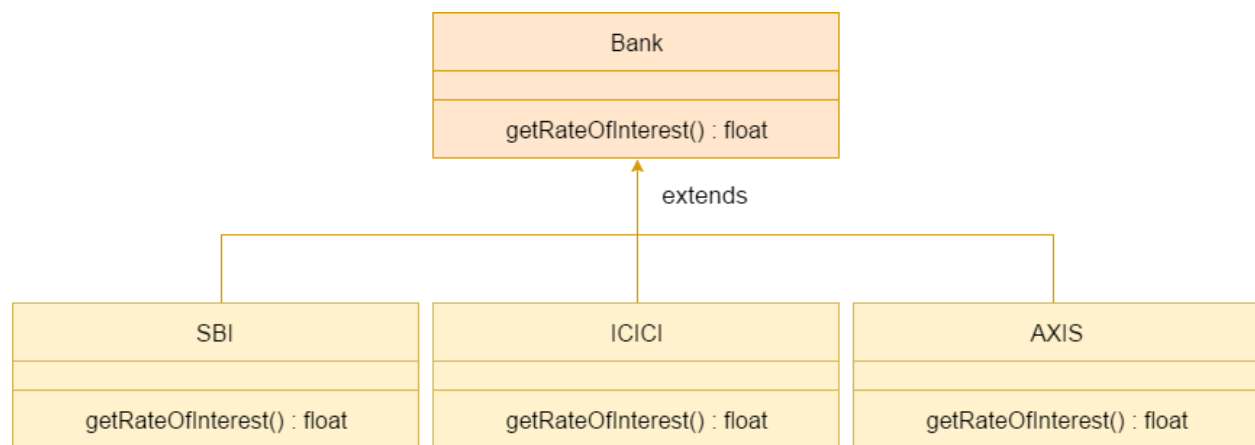 Bank
getRateOfInterest() : float
extends
SBI
ICICI
AXIS
getRateOfInterest() : float
getRateOfInterest() : float
getRateOfInterest() : float